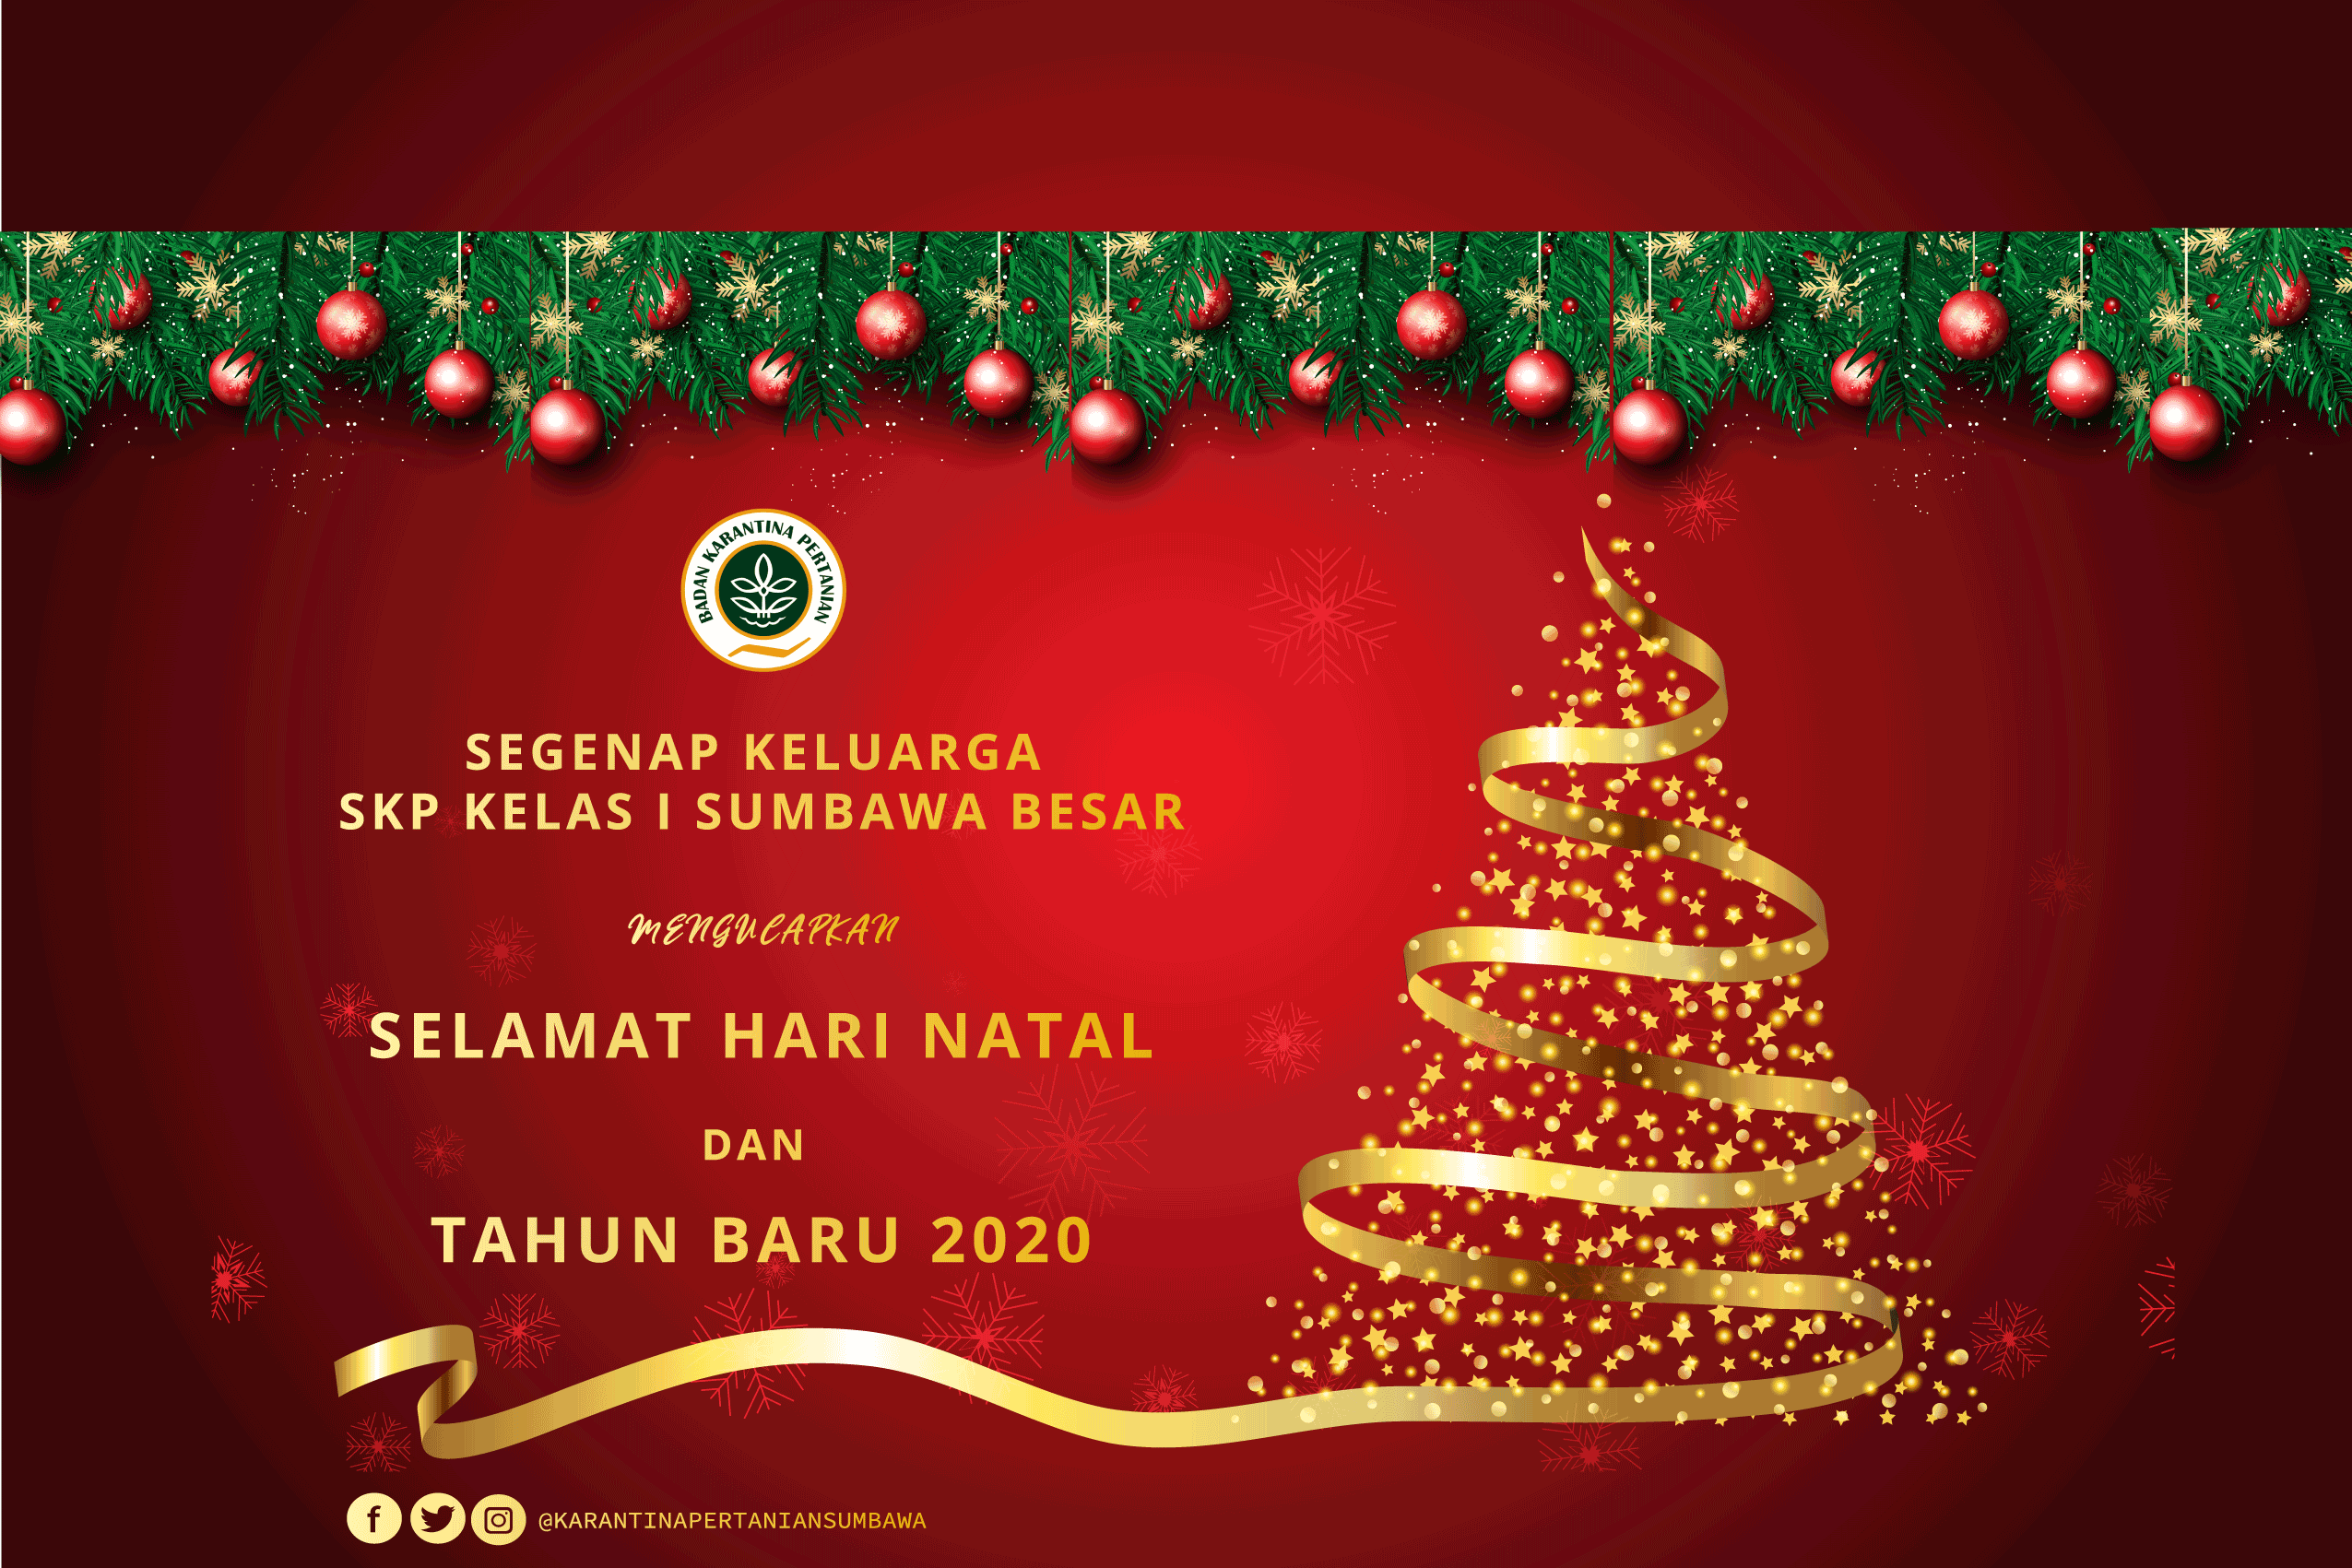 BADAN KARANTINA PERTANIAN
SEGENAP KELUARGA
SKP KELAS I SUMBAWA BESAR
MENGUCAPKAN
SELAMAT HARI NATAL
DAN
TAHUN BARU 2020
@KARANTINAPERTANIANSUMBAWA